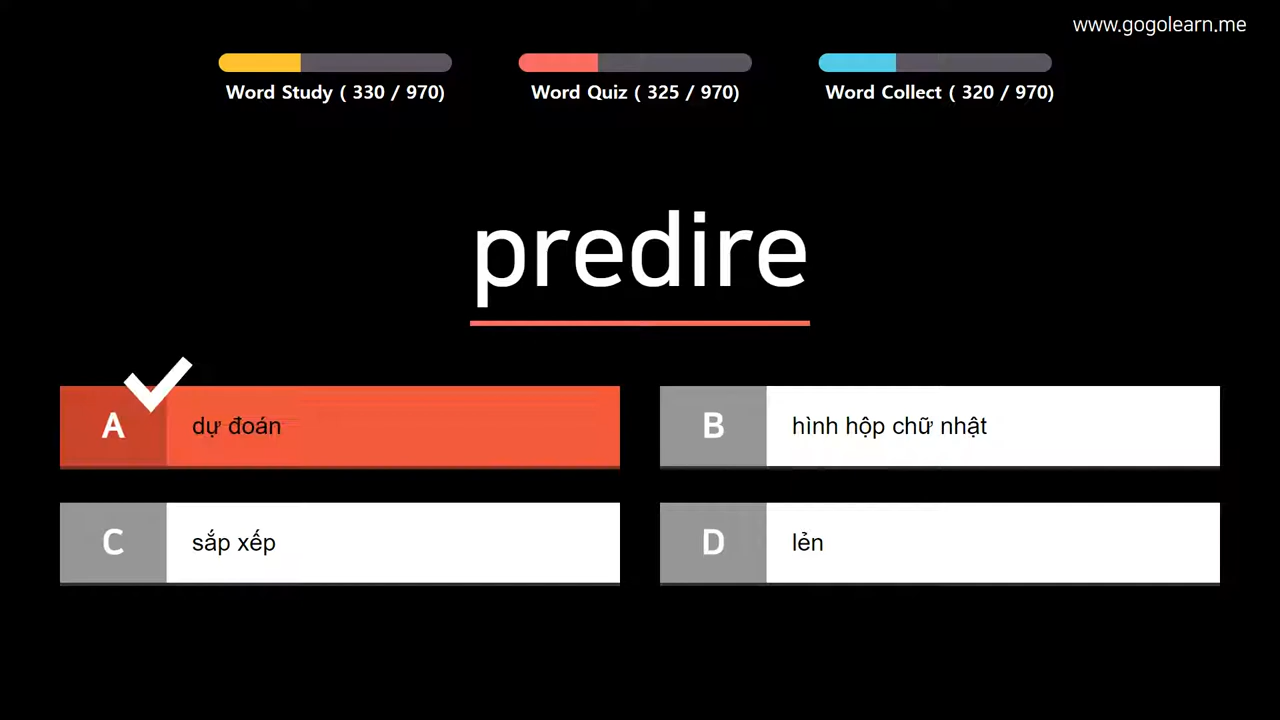 www.gogolearn.me
Word Study ( 330 / 970)
Word Quiz ( 325 / 970)
Word Collect ( 320 / 970)
predire
A
dự đoán
B
hình hộp chữ nhật
C
sắp xếp
D
lẻn